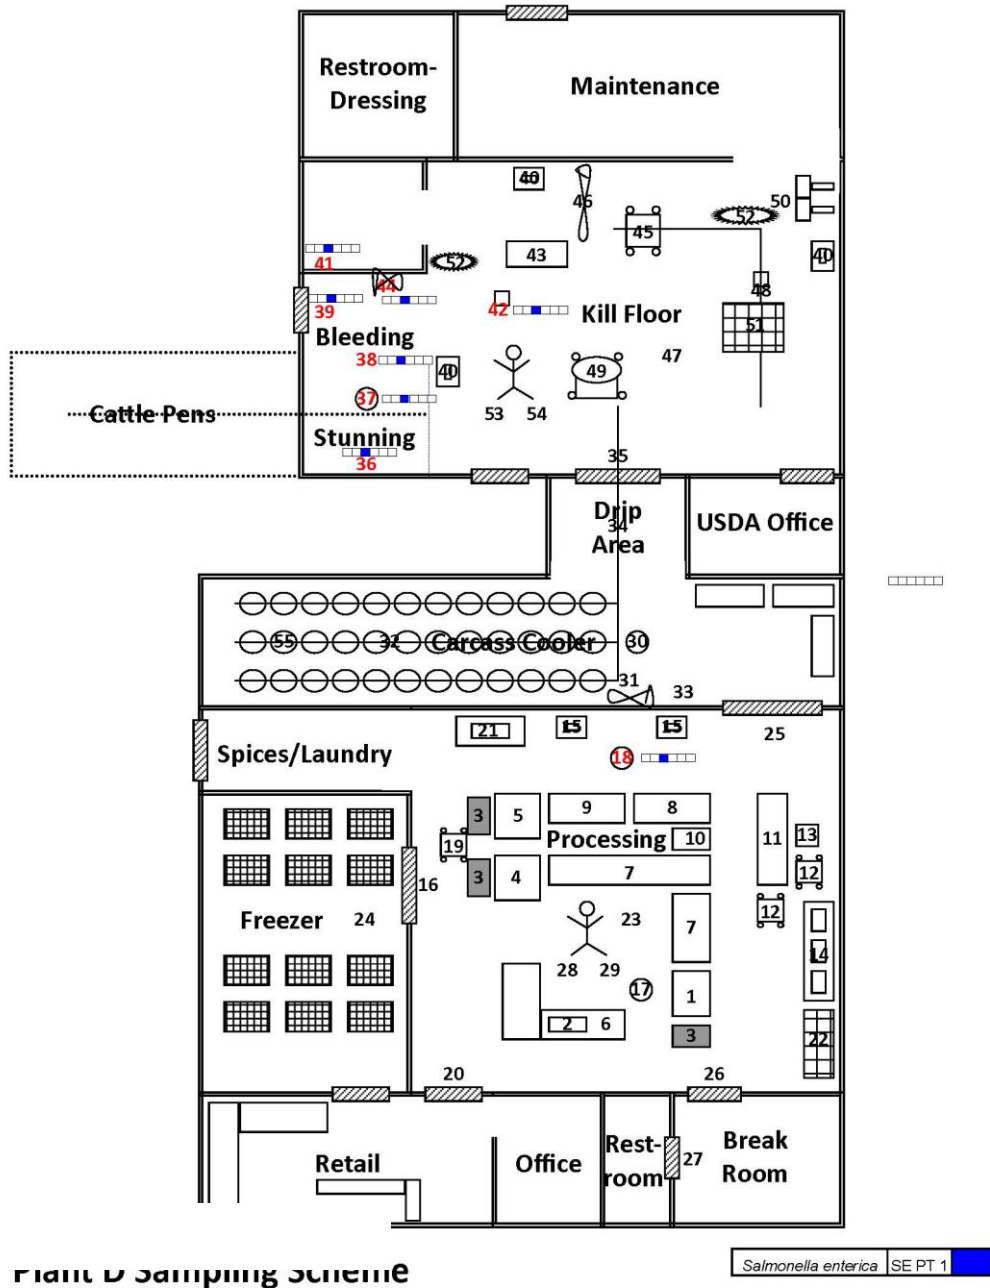 Restroom-
Dressing
Maintenance
40
46
50
52
45
43
40
41
52
44
48
39
42
Kill Floor
51
Bleeding
47
38
40
49
37
53 54
Cattle Pens
Stunning
36
35
Drip
34
Area
USDA Office
55
32
Carcass Cooler
30
31
33
21
15
15
25
Spices/Laundry
18
3
5
9
8
Processing
10
11
13
19
3
4
7
12
16
12
Freezer
24
23
7
14
28 29
17
1
2
6
3
22
20
26
Retail
Office
Rest-
room
27
Break
Room
Plant D Sampling Scheme
Salmonella enterica SE PT 1